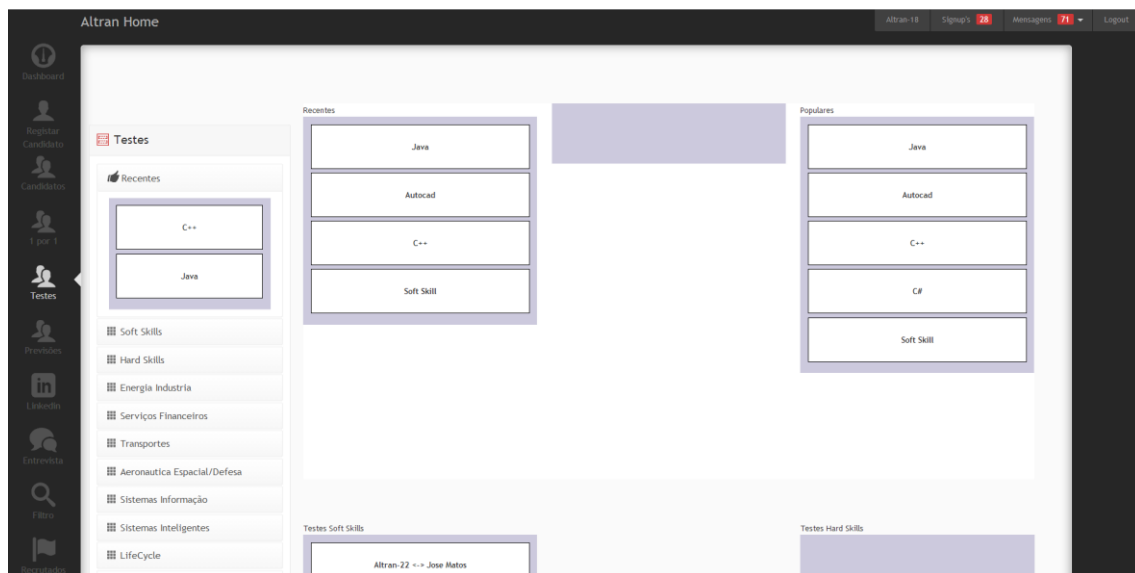 Altran Home
Altran-18
Signup's 28
Mensagens 71
Logout
Dashboard
Registar
Candidato
Candidatos
1 por 1
Testes
Previsões
Linkedin
Entrevista
Filtro
Recrutados
Testes
Recentes
C++
Java
Soft Skills
Hard Skills
Energia Industria
Serviços Financeiros
Transportes
Aeronautica Espacial/Defesa
Sistemas Informação
Sistemas Inteligentes
LifeCycle
Recentes
Java
Autocad
C++
Soft Skill
Populares
Java
Autocad
C++
C#
Soft Skill
Testes Soft Skills
Altran-22 <-> Jose Matos
Testes Hard Skills